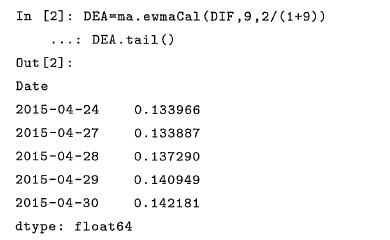 In [2]: DEA=ma.ewmaCal(DIF,9,2/(1+9))
   ...: DEA.tail()
Out[2]:
Date
2015-04-24    0.133966
2015-04-27    0.133887
2015-04-28    0.137290
2015-04-29    0.140949
2015-04-30    0.142181
dtype: float64